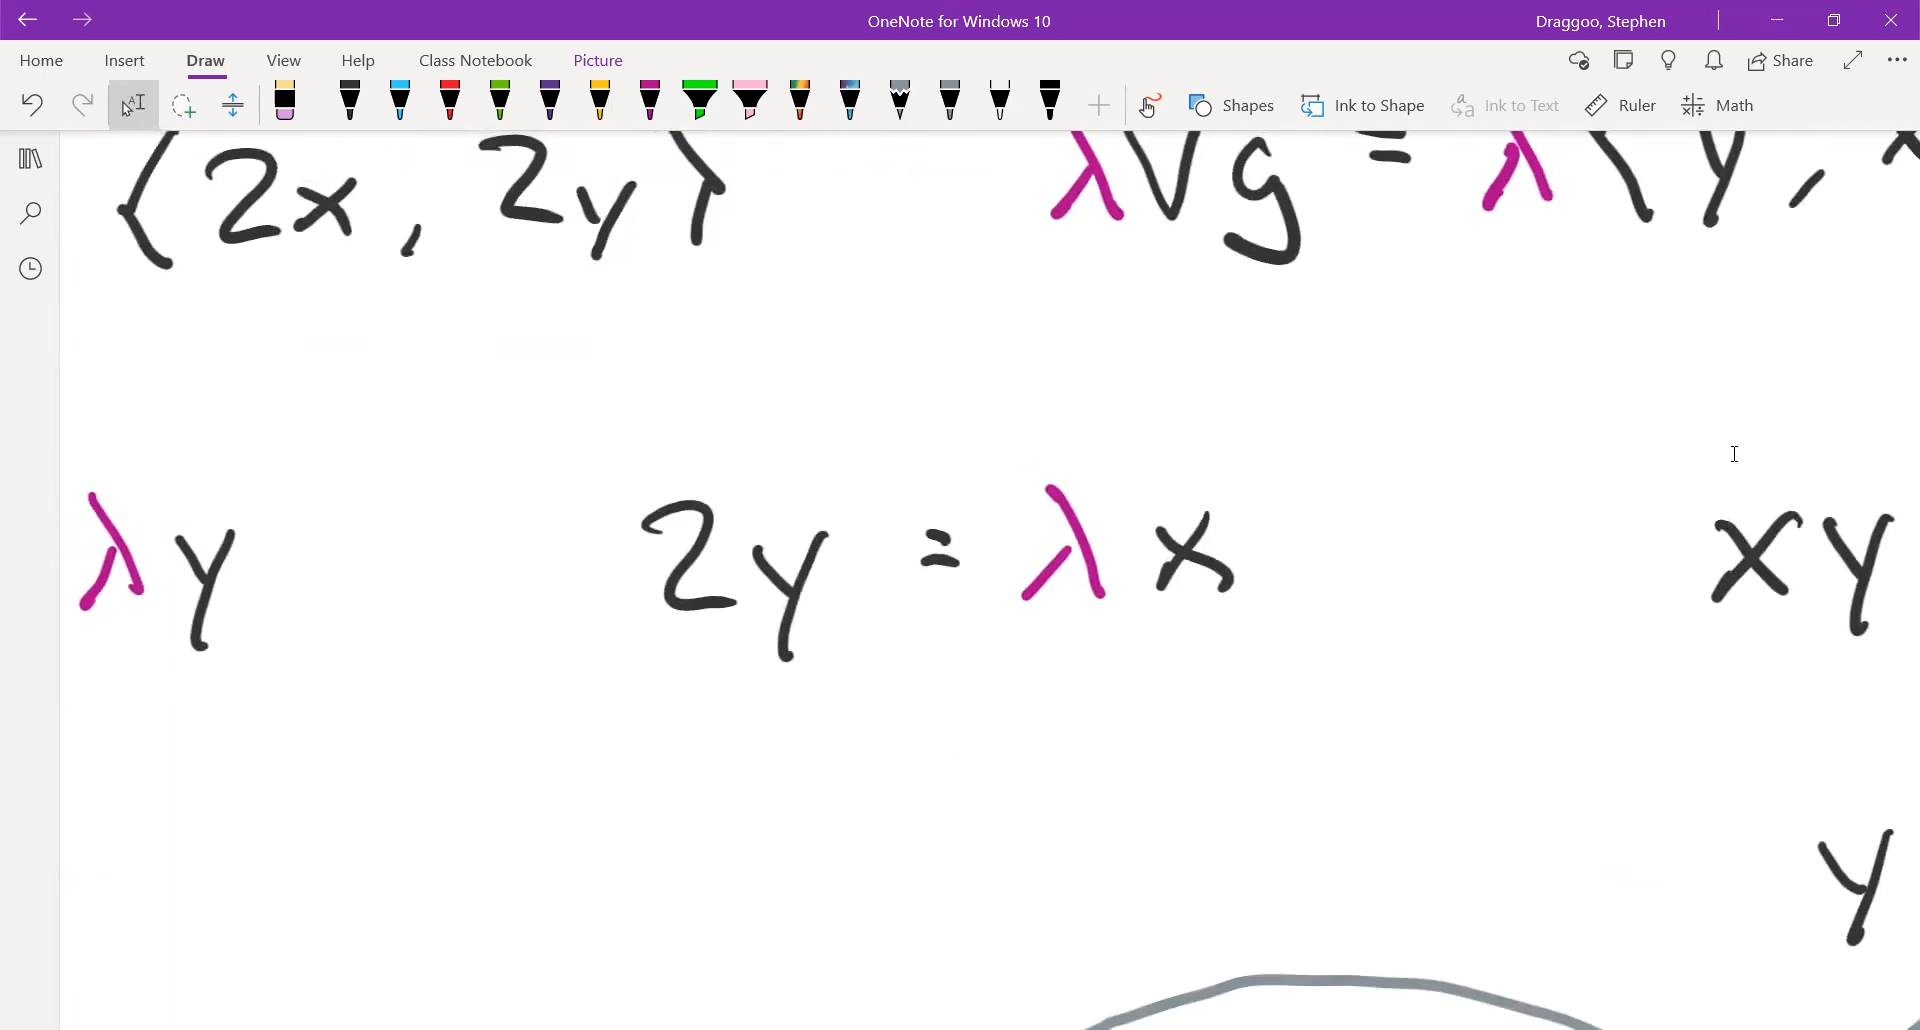 OneNote for Windows 10
Draggoo, Stephen
Home Insert Draw View Help Class Notebook Picture Share
Shapes Ink to Shape Ink to Text Ruler Math
⟨2x, 2y⟩ λ∇g = λ⟨y, x
λy 2y = λx xy
y